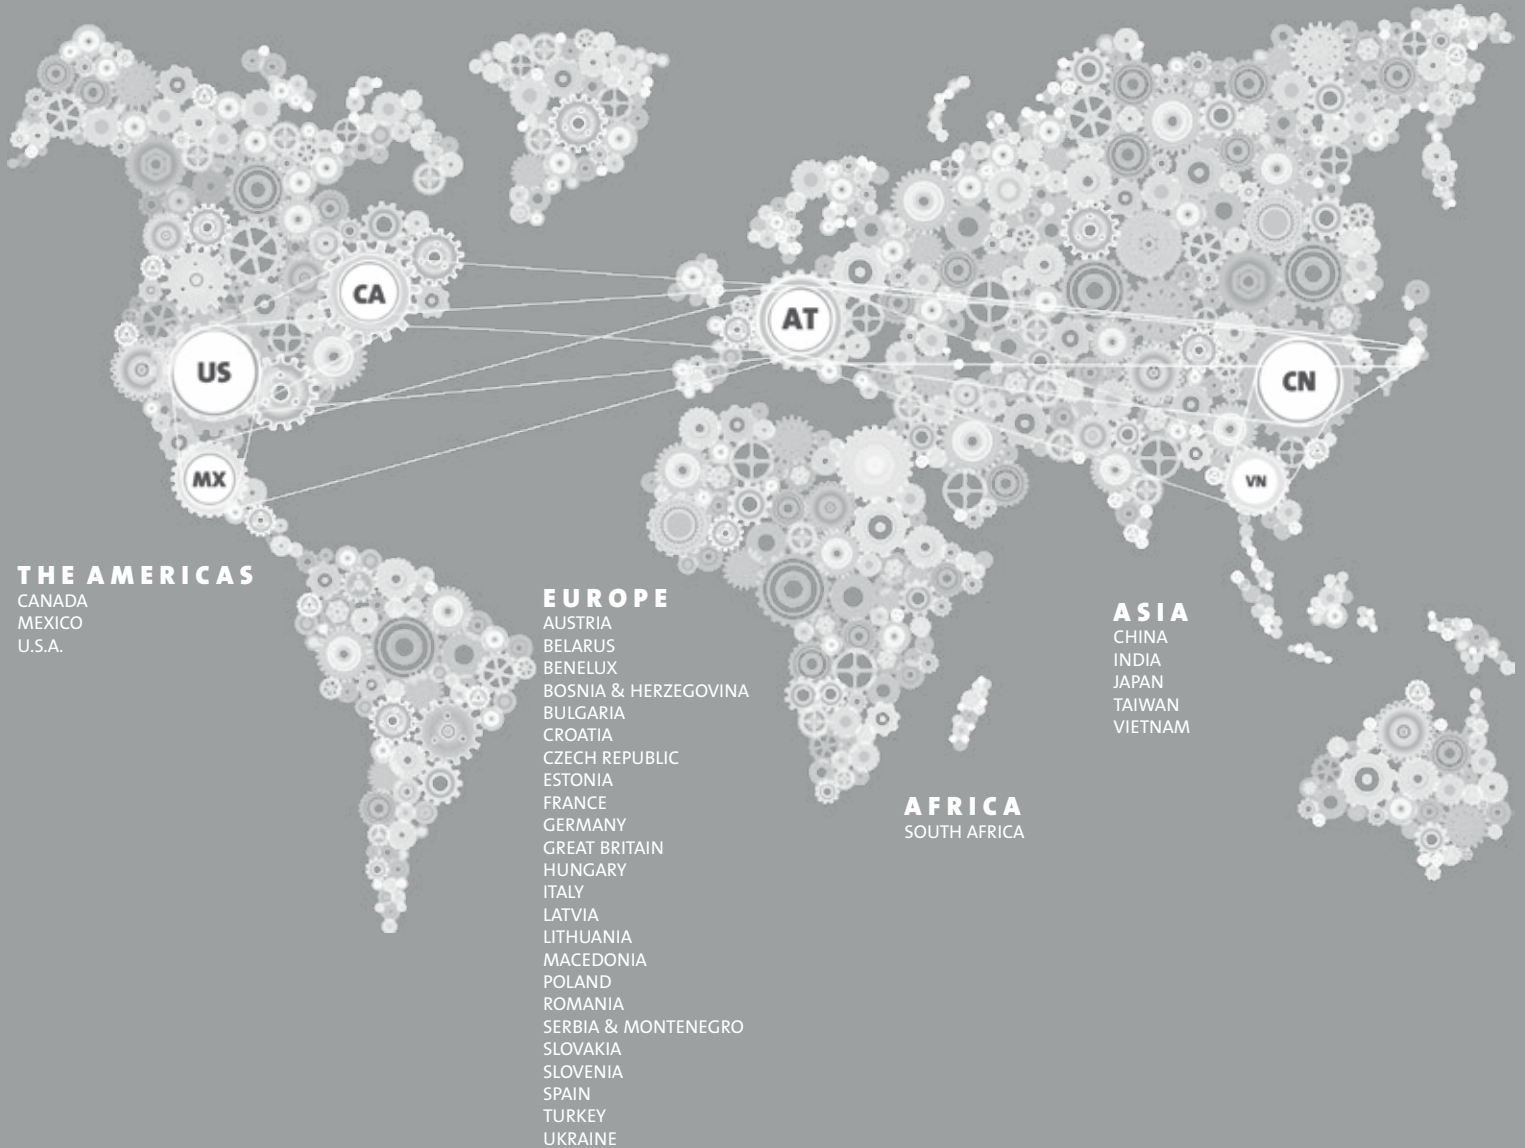 CA
AT
US
CN
MX
VN
THE AMERICAS
CANADA
MEXICO
U.S.A.
EUROPE
AUSTRIA
BELARUS
BENELUX
BOSNIA & HERZEGOVINA
BULGARIA
CROATIA
CZECH REPUBLIC
ESTONIA
FRANCE
GERMANY
GREAT BRITAIN
HUNGARY
ITALY
LATVIA
LITHUANIA
MACEDONIA
POLAND
ROMANIA
SERBIA & MONTENEGRO
SLOVAKIA
SLOVENIA
SPAIN
TURKEY
UKRAINE
AFRICA
SOUTH AFRICA
ASIA
CHINA
INDIA
JAPAN
TAIWAN
VIETNAM